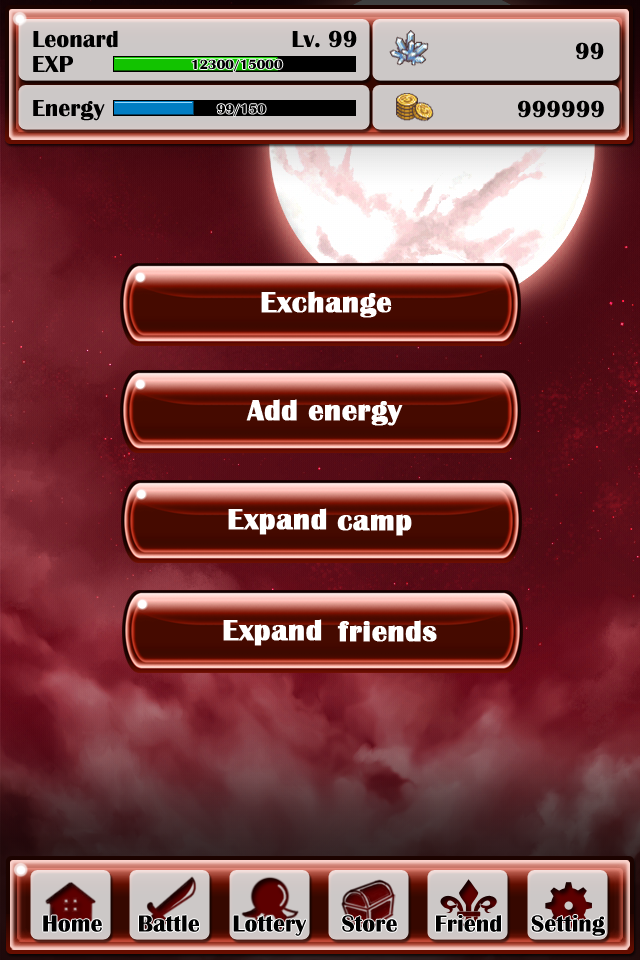 Leonard Lv. 99
EXP 12300/15000
99
Energy 99/150
999999
Exchange
Add energy
Expand camp
Expand friends
Home Battle Lottery Store Friend Setting